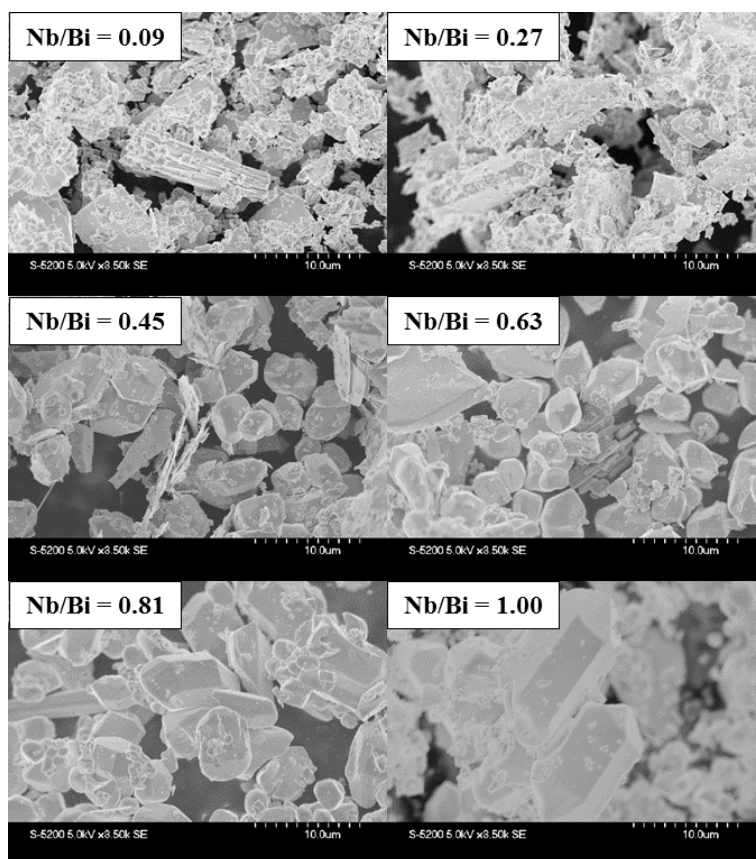 Nb/Bi = 0.09
Nb/Bi = 0.27
S-5200 5.0kV x3.50k SE
10.0um
S-5200 5.0kV x3.50k SE
10.0um
Nb/Bi = 0.45
Nb/Bi = 0.63
S-5200 5.0kV x3.50k SE
10.0um
S-5200 5.0kV x3.50k SE
10.0um
Nb/Bi = 0.81
Nb/Bi = 1.00
S-5200 5.0kV x3.50k SE
10.0um
S-5200 5.0kV x3.50k SE
10.0um